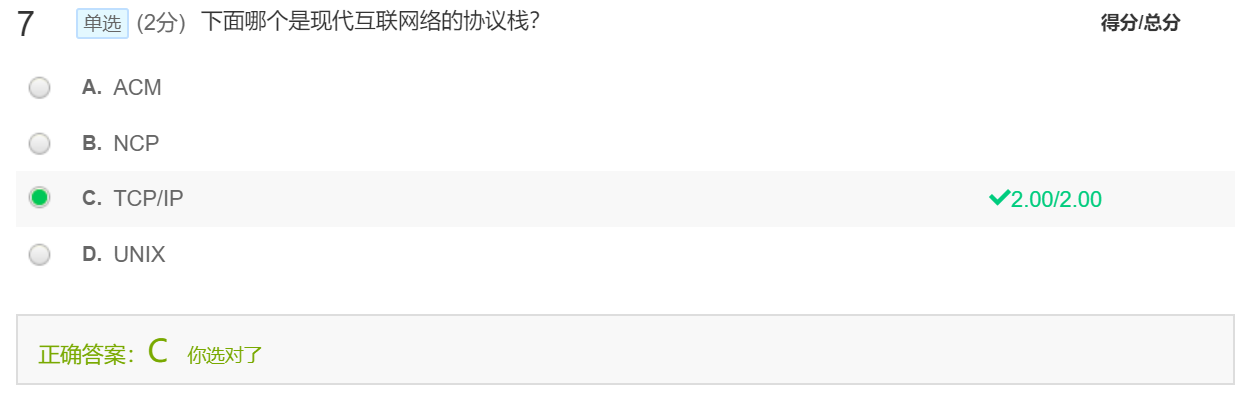 7 单选 (2分) 下面哪个是现代互联网络的协议栈？ 得分/总分
A. ACM
B. NCP
C. TCP/IP 2.00/2.00
D. UNIX
正确答案：C 你选对了